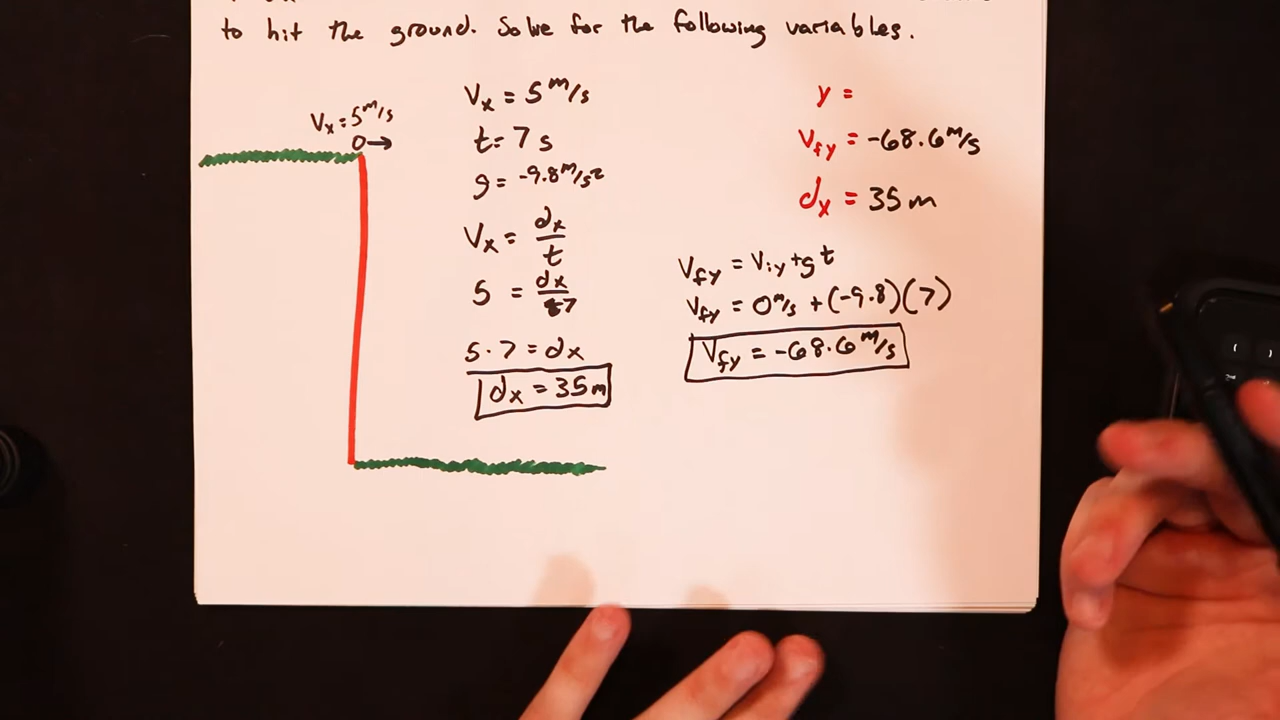 to hit the ground. Solve for the following variables.
Vx = 5 m/s
Vx = 5 m/s
t = 7 s
g = -9.8 m/s²
Vx = dx/t
5 = dx/7
5 · 7 = dx
dx = 35 m
y =
Vfy = -68.6 m/s
dx = 35 m
Vfy = Viy + g t
Vfy = 0 m/s + (-9.8)(7)
Vfy = -68.6 m/s